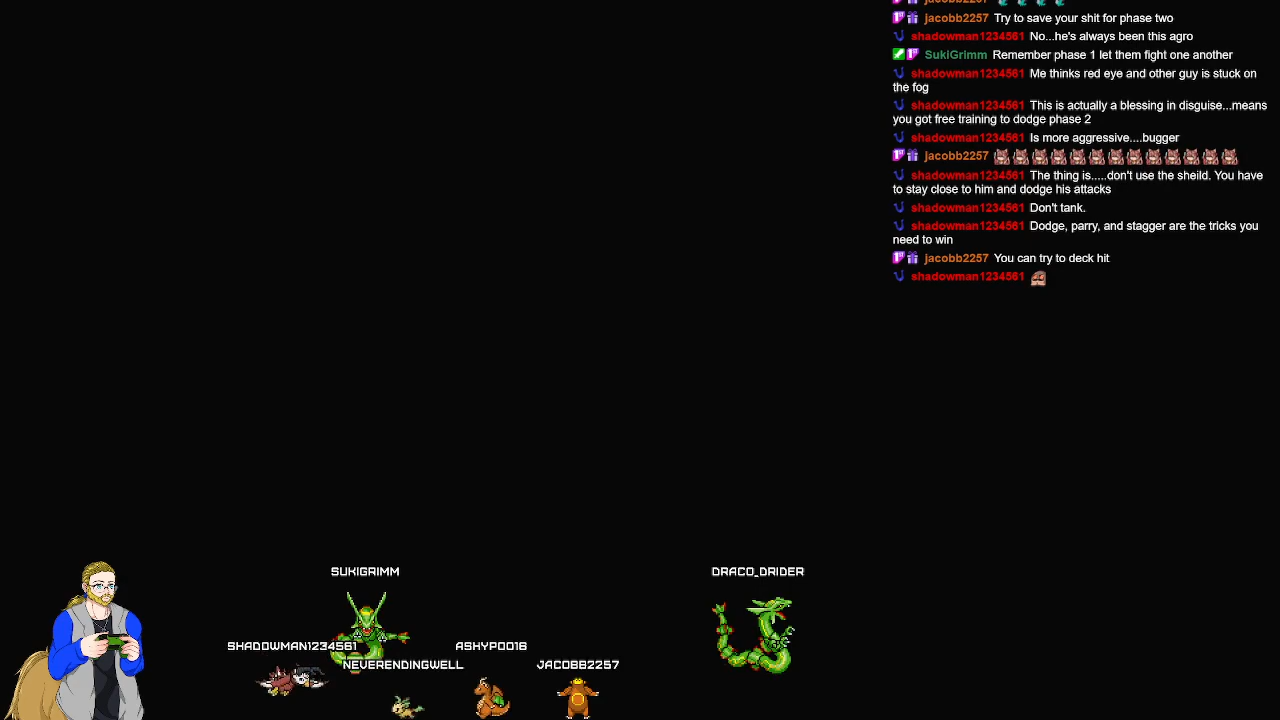 jacobb2257 Try to save your shit for phase two
shadowman1234561 No...he's always been this agro
SukiGrimm Remember phase 1 let them fight one another
shadowman1234561 Me thinks red eye and other guy is stuck on
the fog
shadowman1234561 This is actually a blessing in disguise...means
you got free training to dodge phase 2
shadowman1234561 Is more aggressive....bugger
jacobb2257
shadowman1234561 The thing is.....don't use the sheild. You have
to stay close to him and dodge his attacks
shadowman1234561 Don't tank.
shadowman1234561 Dodge, parry, and stagger are the tricks you
need to win
jacobb2257 You can try to deck hit
shadowman1234561
SUKIGRIMM
DRACO_DRIDER
SHADOWMAN1234561
ASHYPOO16
NEVERENDINGWELL
JACOBB2257